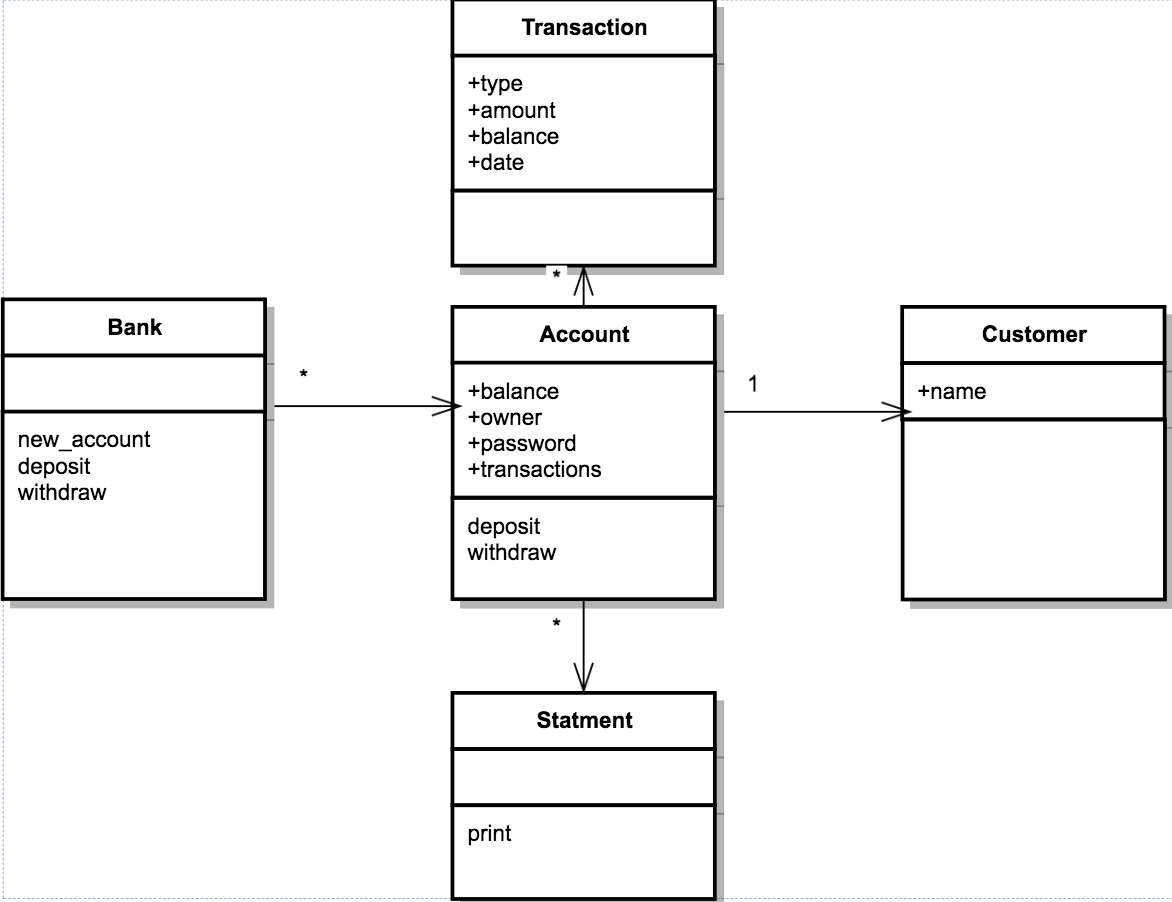 Transaction
+type
+amount
+balance
+date
*
Bank
new_account
deposit
withdraw
*
Account
+balance
+owner
+password
+transactions
deposit
withdraw
1
Customer
+name
*
Statment
print